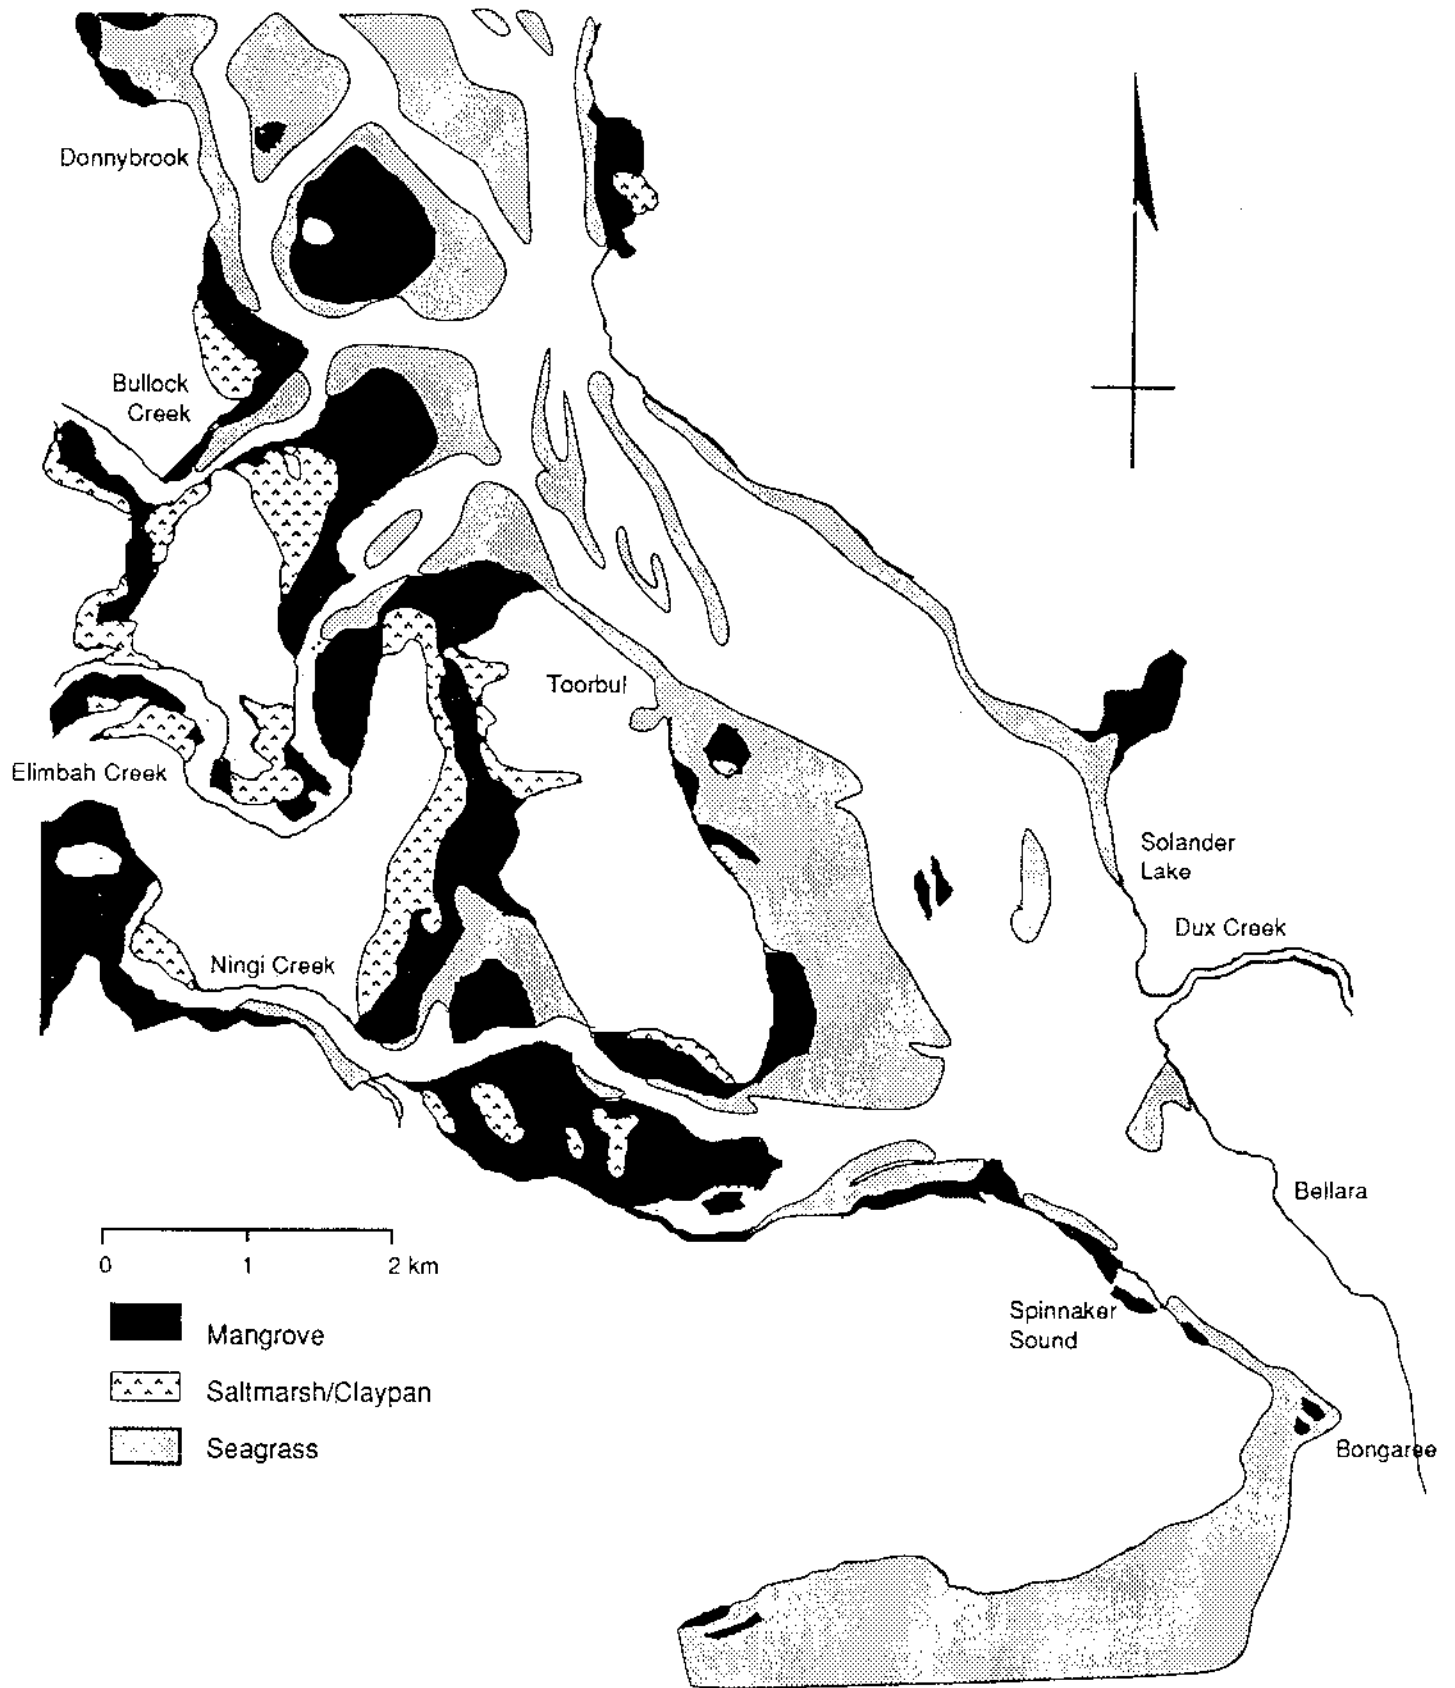 Donnybrook
Bullock
Creek
Toorbul
Elimbah Creek
Solander
Lake
Dux Creek
Ningi Creek
Bellara
0 1 2 km
Spinnaker
Sound
Mangrove
Saltmarsh/Claypan
Seagrass
Bongaree